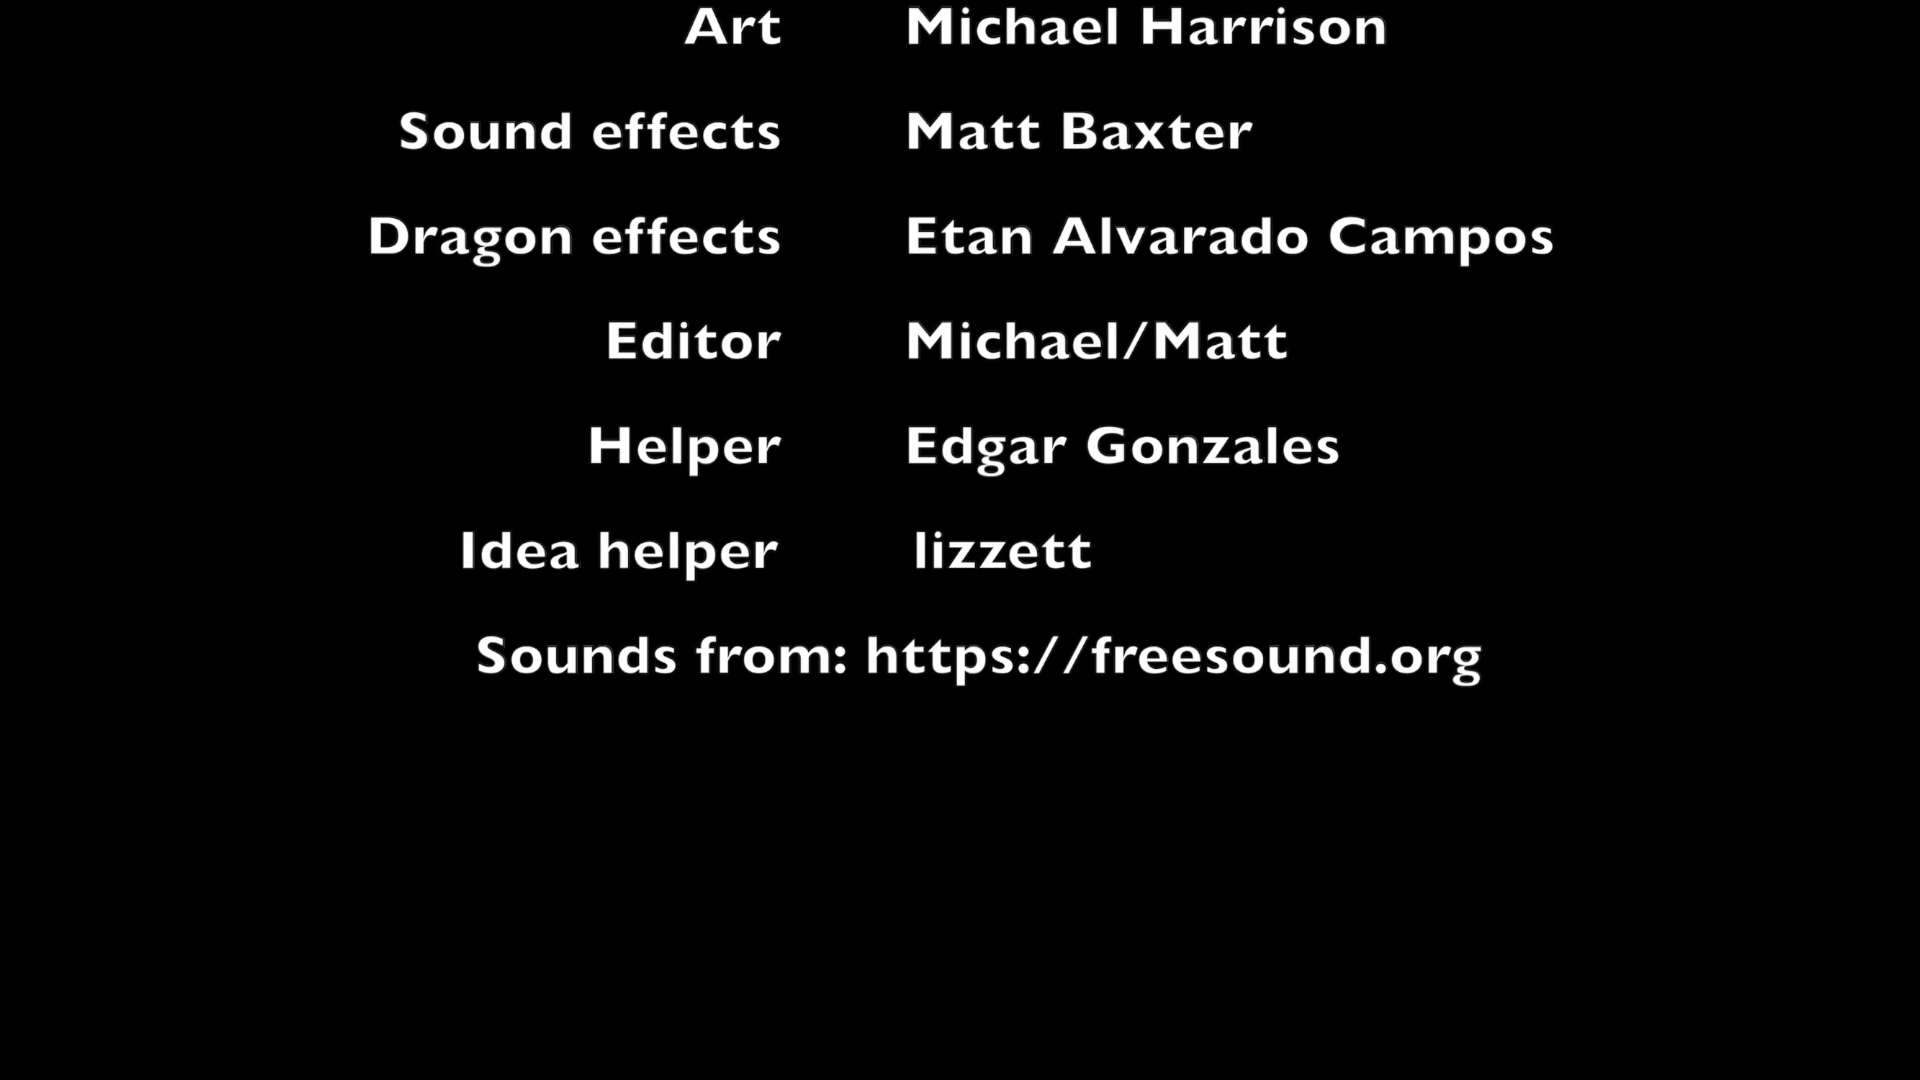 Art Michael Harrison
Sound effects Matt Baxter
Dragon effects Etan Alvarado Campos
Editor Michael/Matt
Helper Edgar Gonzales
Idea helper lizzett
Sounds from: https://freesound.org